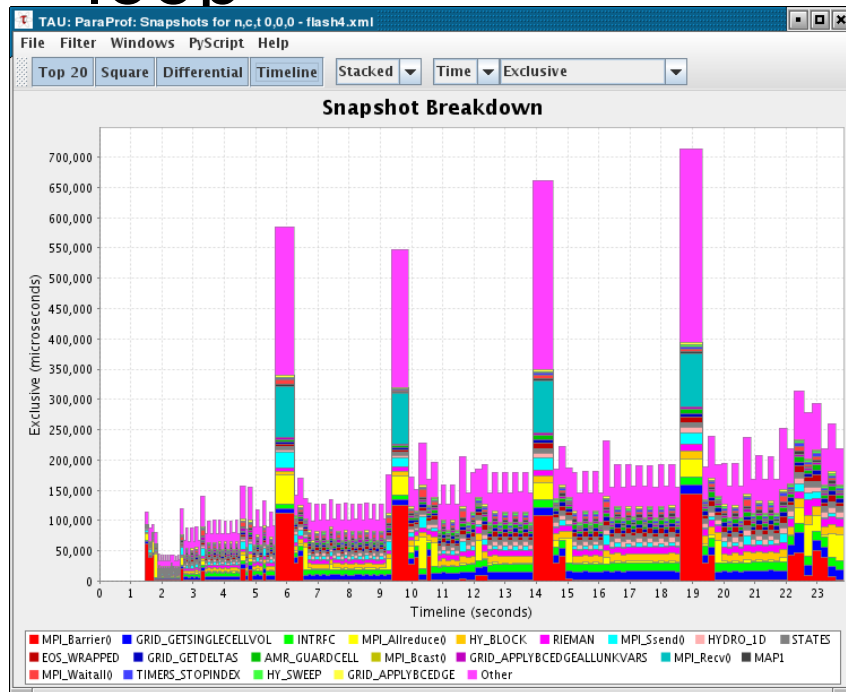 loop
TAU: ParaProf: Snapshots for n,c,t 0,0,0 - flash4.xml
File Filter Windows PyScript Help
Top 20 Square Differential Timeline Stacked Time Exclusive
Snapshot Breakdown
700,000
650,000
600,000
550,000
500,000
450,000
400,000
350,000
300,000
250,000
200,000
150,000
100,000
50,000
0
Exclusive (microseconds)
0 1 2 3 4 5 6 7 8 9 10 11 12 13 14 15 16 17 18 19 20 21 22 23
Timeline (seconds)
MPI_Barrier() GRID_GETSINGLECELLVOL INTRFC MPI_Allreduce() HY_BLOCK RIEMAN MPI_Ssend() HYDRO_1D STATES
EOS_WRAPPED GRID_GETDELTAS AMR_GUARDCELL MPI_Bcast() GRID_APPLYBCEDGEALLUNKVARS MPI_Recv() MAP1
MPI_Waitall() TIMERS_STOPINDEX HY_SWEEP GRID_APPLYBCEDGE Other